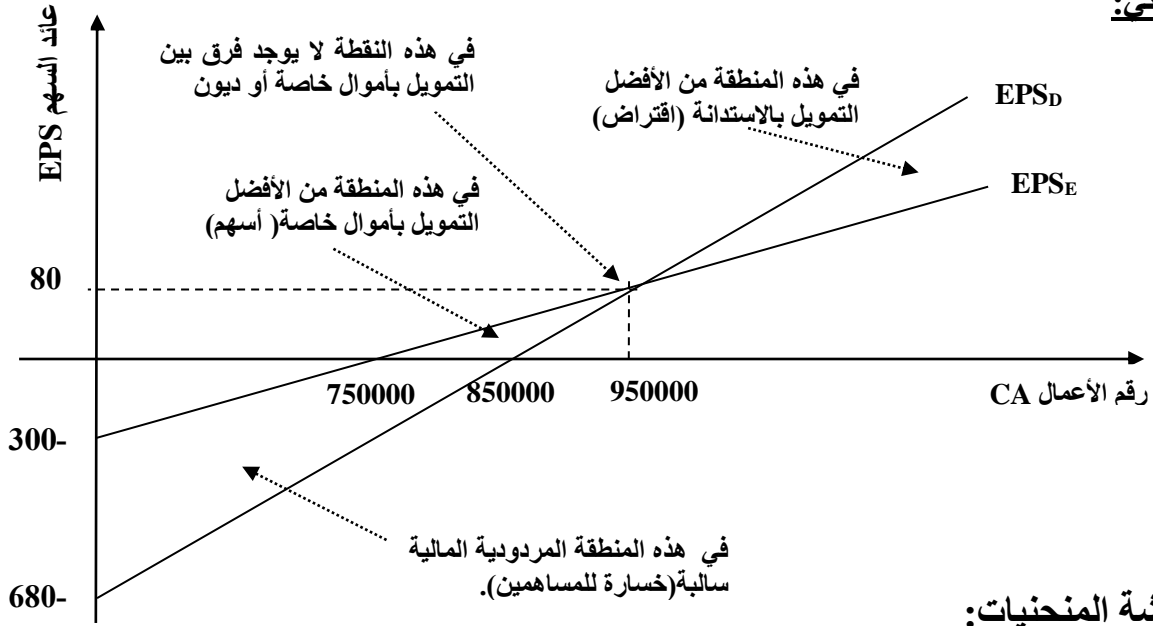 في:
عائد السهم EPS
في هذه النقطة لا يوجد فرق بين
التمويل بأموال خاصة أو ديون
في هذه المنطقة من الأفضل
التمويل بالاستدانة (اقتراض)
EPSD
EPSE
في هذه المنطقة من الأفضل
التمويل بأموال خاصة( أسهم)
80
750000
850000
950000
رقم الأعمال CA
300-
في هذه المنطقة المردودية المالية
سالبة(خسارة للمساهمين).
680-
المنحنيات: